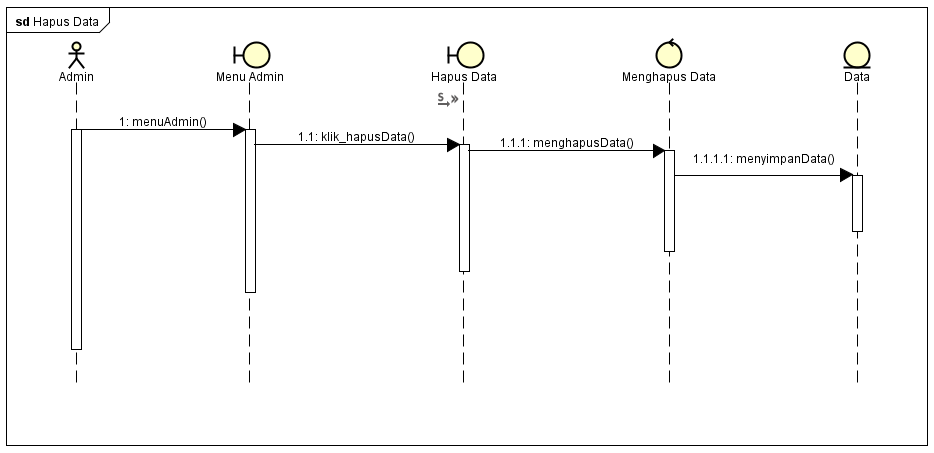 sd Hapus Data
Admin
Menu Admin
Hapus Data
Menghapus Data
Data
S
1: menuAdmin()
1.1: klik_hapusData()
1.1.1: menghapusData()
1.1.1.1: menyimpanData()